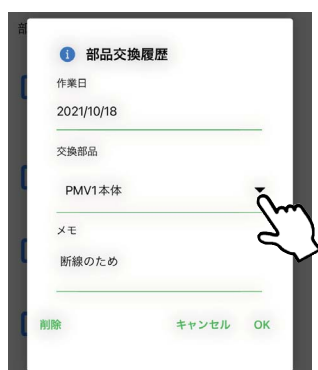 部品交換履歴
作業日
2021/10/18
交換部品
PMV1本体
メモ
断線のため
削除 キャンセル OK